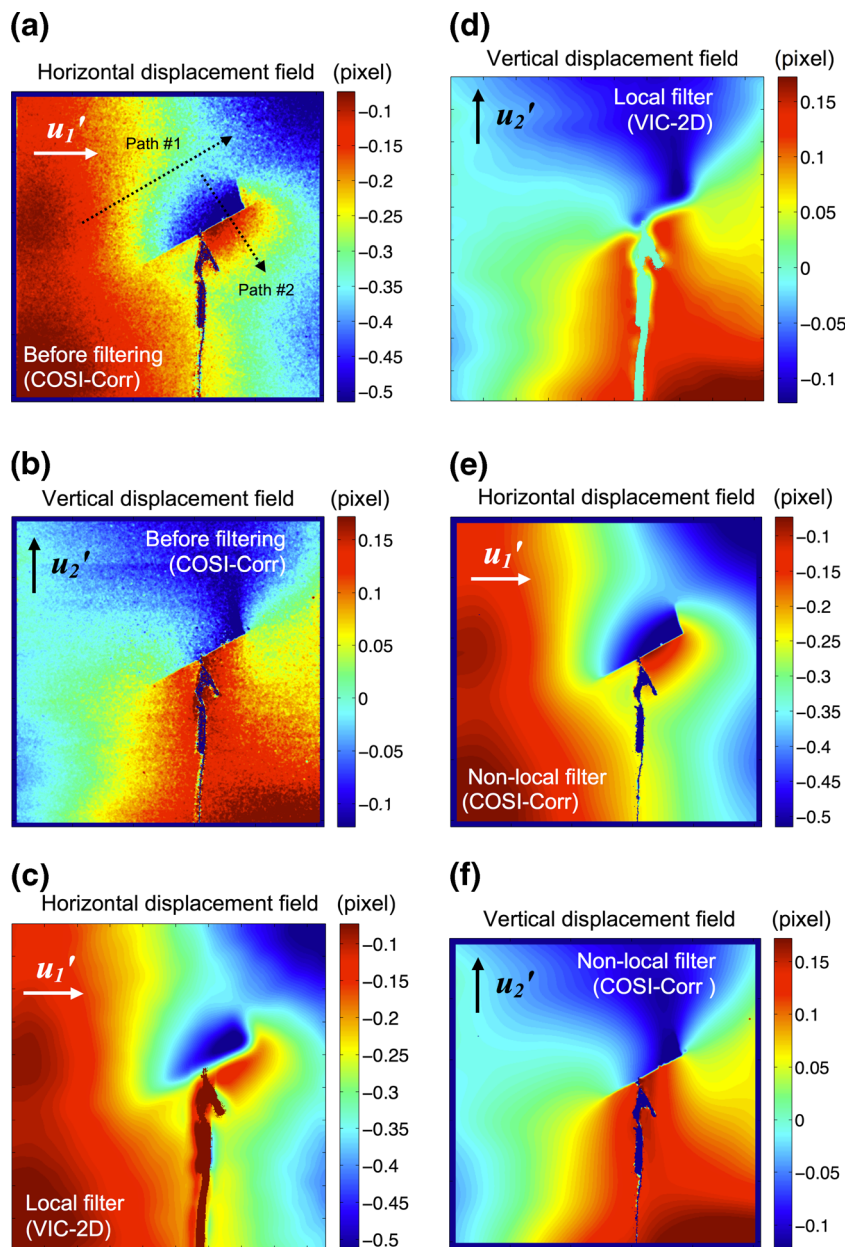 (a)
Horizontal displacement field (pixel)
u₁'
Path #1
Path #2
Before filtering
(COSI-Corr)
−0.1
−0.15
−0.2
−0.25
−0.3
−0.35
−0.4
−0.45
−0.5
(b)
Vertical displacement field (pixel)
u₂'
Before filtering
(COSI-Corr)
0.15
0.1
0.05
0
−0.05
−0.1
(c)
Horizontal displacement field (pixel)
u₁'
Local filter
(VIC-2D)
−0.1
−0.15
−0.2
−0.25
−0.3
−0.35
−0.4
−0.45
−0.5
(d)
Vertical displacement field (pixel)
u₂'
Local filter
(VIC-2D)
0.15
0.1
0.05
0
−0.05
−0.1
(e)
Horizontal displacement field (pixel)
u₁'
Non-local filter
(COSI-Corr)
−0.1
−0.15
−0.2
−0.25
−0.3
−0.35
−0.4
−0.45
−0.5
(f)
Vertical displacement field (pixel)
u₂'
Non-local filter
(COSI-Corr )
0.15
0.1
0.05
0
−0.05
−0.1